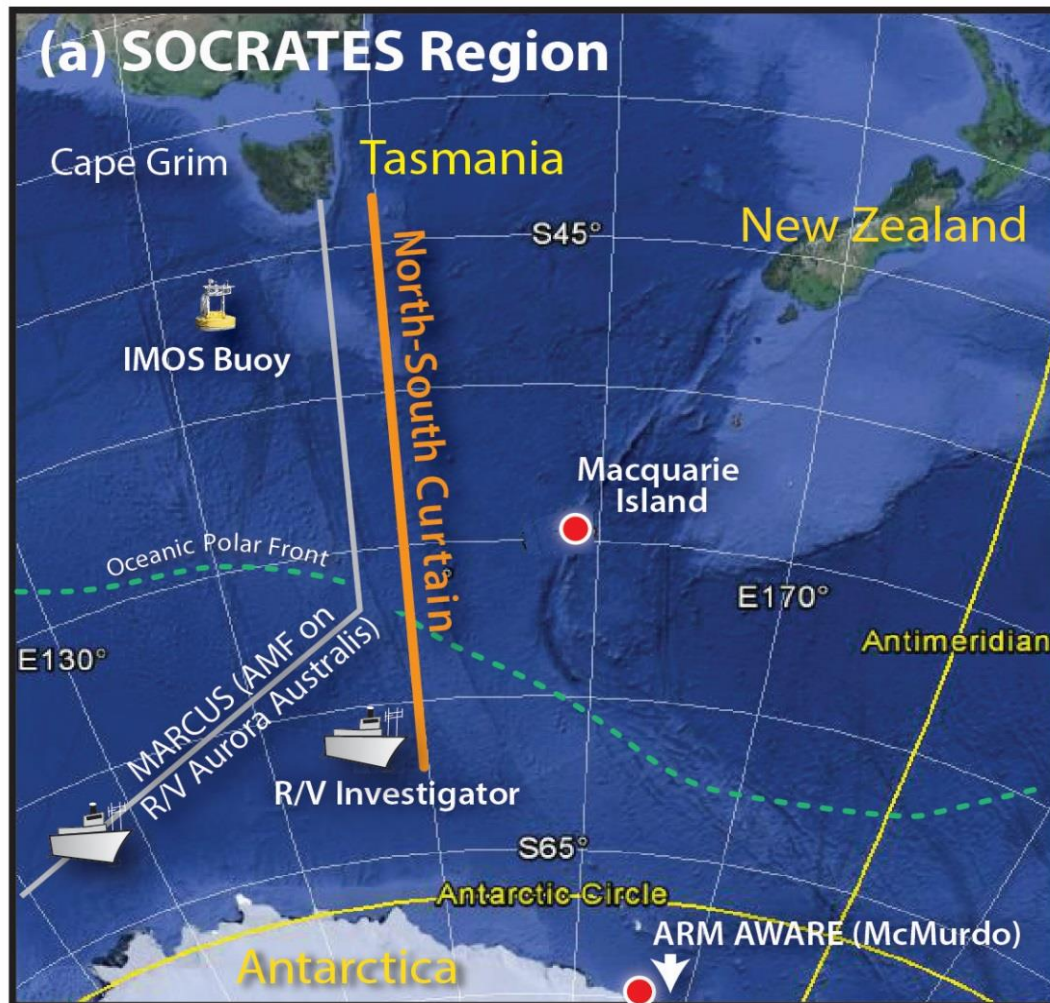 (a) SOCRATES Region
Cape Grim
Tasmania
New Zealand
S45°
North-South Curtain
IMOS Buoy
Macquarie
Island
Oceanic Polar Front
E170°
E130°
Antimeridian
MARCUS (AMF on
R/V Aurora Australis)
R/V Investigator
S65°
Antarctic Circle
ARM AWARE (McMurdo)
Antarctica